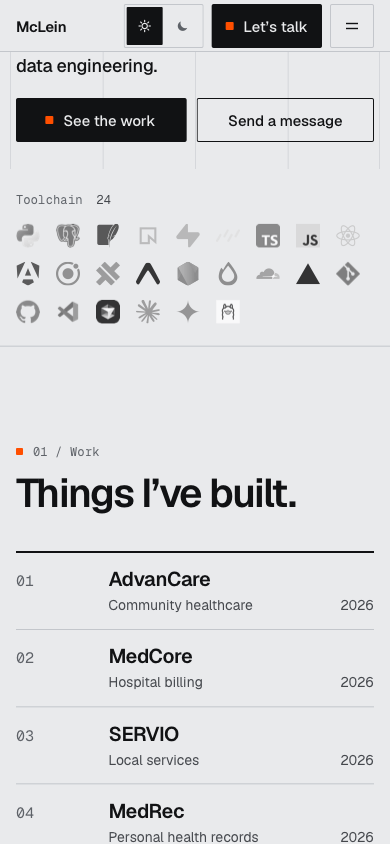 McLein
Let's talk
data engineering.
See the work
Send a message
Toolchain 24
TS
JS
01 / Work
Things I've built.
01
AdvanCare
Community healthcare
2026
02
MedCore
Hospital billing
2026
03
SERVIO
Local services
2026
04
MedRec
Personal health records
2026